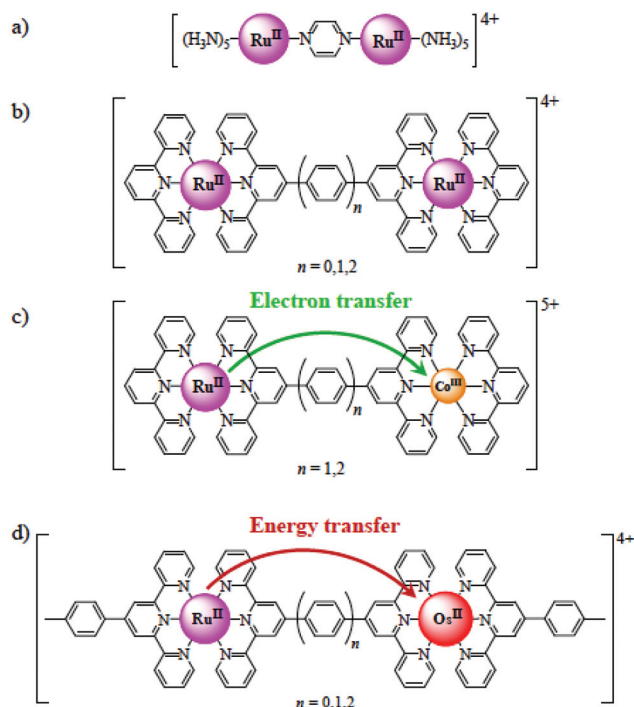 a) (H₃N)₅ Ruᴵᴵ N N Ruᴵᴵ (NH₃)₅ 4+
b) 4+
N N N N
N Ruᴵᴵ N N Ruᴵᴵ N
N N n N N
n = 0,1,2
Electron transfer
c) 5+
N N N N
N Ruᴵᴵ N N Coᴵᴵᴵ N
N N n N N
n = 1,2
Energy transfer
d) 4+
N N N N
N Ruᴵᴵ N N Osᴵᴵ N
N N n N N
n = 0,1,2